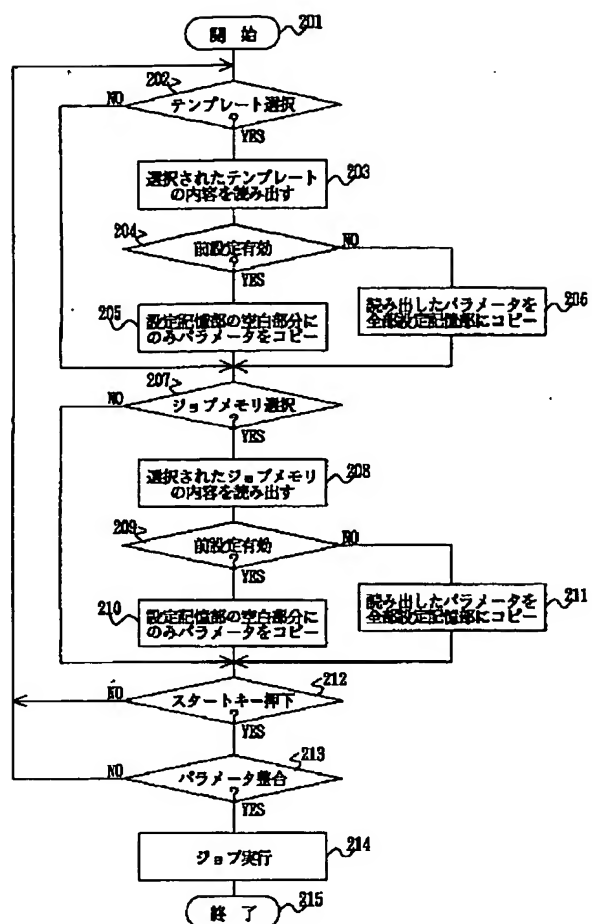 開 始
201
202
NO
テンプレート選択
?
YES
選択されたテンプレート
の内容を読み出す
203
204
前設定有効
?
NO
YES
205
設定記憶部の空白部分に
のみパラメータをコピー
読み出したパラメータを
全部設定記憶部にコピー
206
207
NO
ジョブメモリ選択
?
YES
選択されたジョブメモリ
の内容を読み出す
208
209
前設定有効
?
NO
YES
210
設定記憶部の空白部分に
のみパラメータをコピー
読み出したパラメータを
全部設定記憶部にコピー
211
212
NO
スタートキー押下
?
YES
213
NO
パラメータ整合
?
YES
ジョブ実行
214
終 了
215